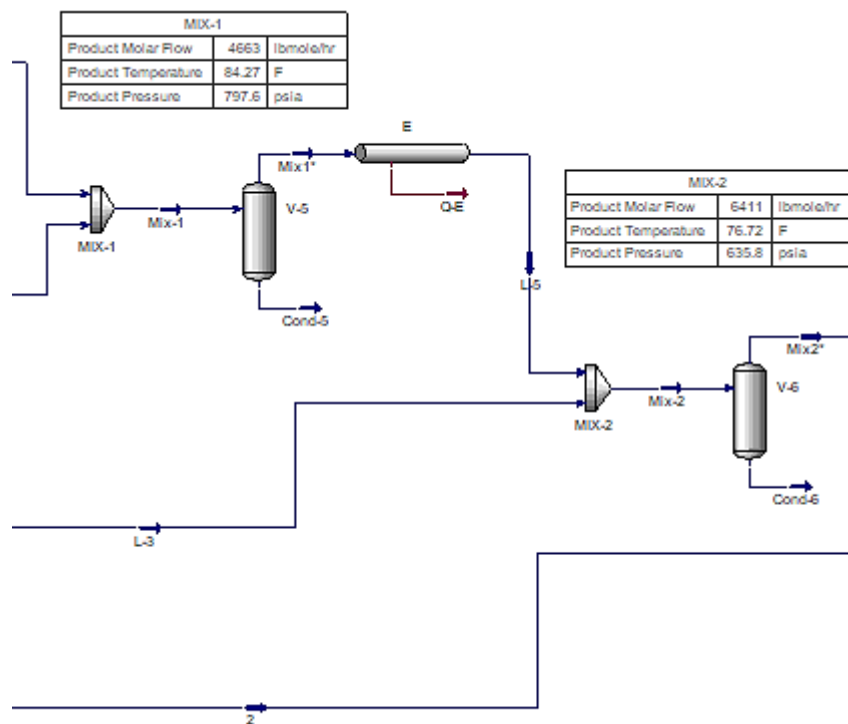 MIX-1
Product Molar Flow 4663 lbmole/hr
Product Temperature 84.27 F
Product Pressure 797.6 psia
E
Mix1*
V-5
Q-E
MIX-1
Mix-1
Cond-5
MIX-2
Product Molar Flow 6411 lbmole/hr
Product Temperature 76.72 F
Product Pressure 635.8 psia
L-5
Mix2*
V-6
MIX-2
Mix-2
Cond-6
L-3
2